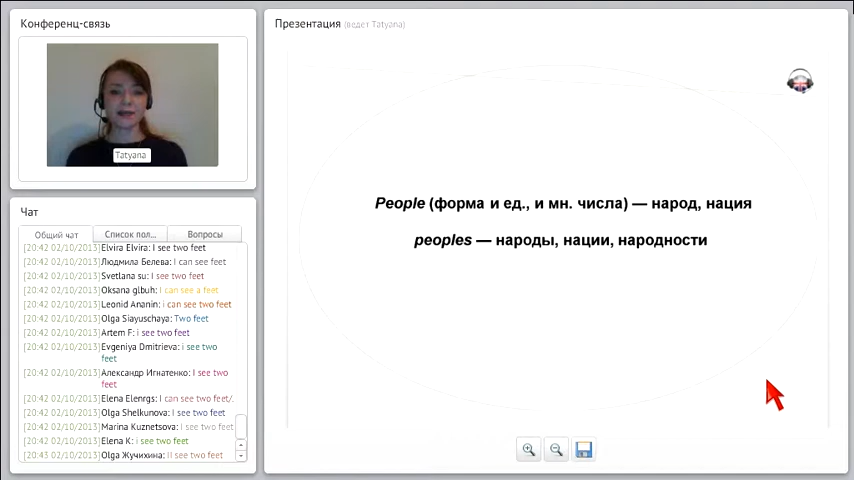 Конференц-связь
Tatyana
Чат
Общий чат
Список пол...
Вопросы
[20:42 02/10/2013]Elvira Elvira: I see two feet
[20:42 02/10/2013]Людмила Белева: I can see feet
[20:42 02/10/2013]Svetlana su: I see two feet
[20:42 02/10/2013]Oksana glbuh: I can see a feet
[20:42 02/10/2013]Leonid Ananin: i can see two feet
[20:42 02/10/2013]Olga Siayuschaya: Two feet
[20:42 02/10/2013]Artem F: i see two feet
[20:42 02/10/2013]Evgeniya Dmitrieva: i see two
feet
[20:42 02/10/2013]Александр Игнатенко: I see two
feet
[20:42 02/10/2013]Elena Elenrgs: I can see two feet/.
[20:42 02/10/2013]Olga Shelkunova: I see two feet
[20:42 02/10/2013]Marina Kuznetsova: i see two feet
[20:42 02/10/2013]Elena K: i see two feet
[20:43 02/10/2013]Olga Жучихина: II see two feet
Презентация (ведет Tatyana)
People (форма и ед., и мн. числа) — народ, нация
peoples — народы, нации, народности